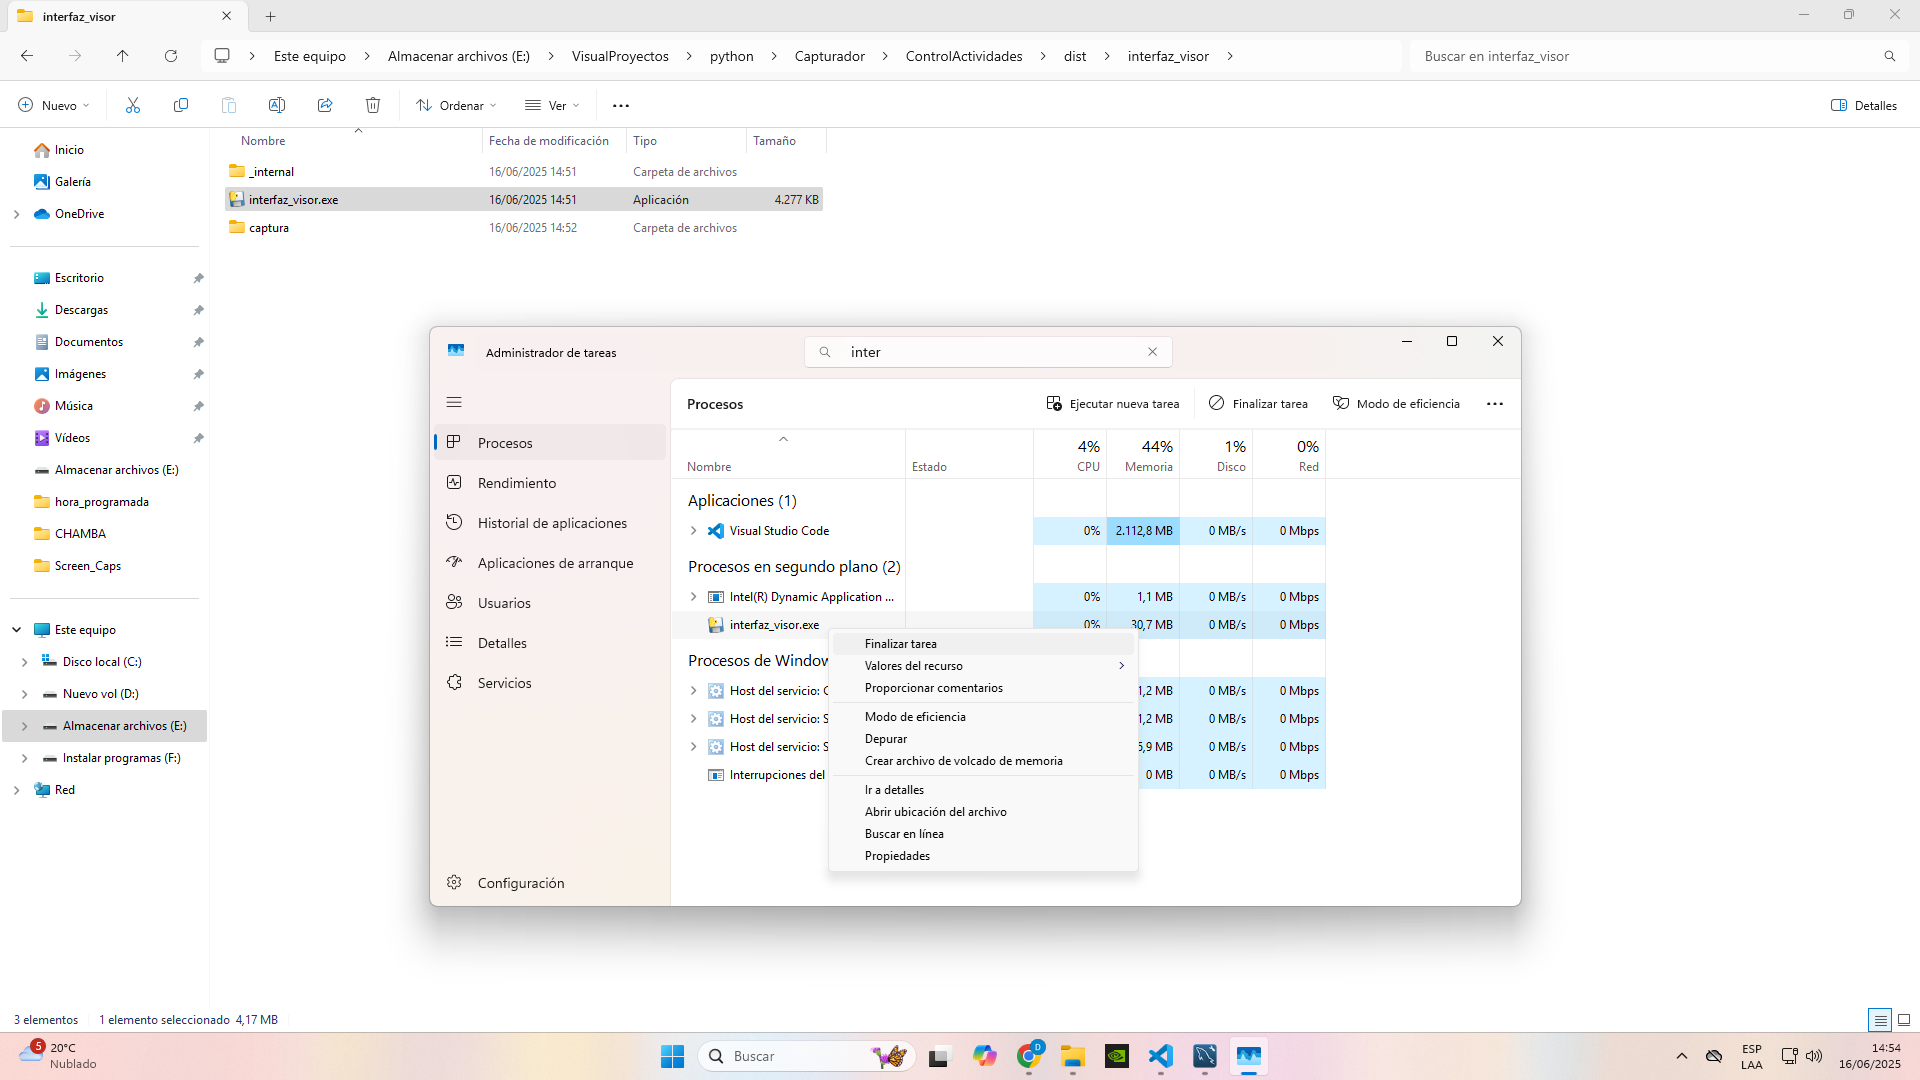 interfaz_visor
Este equipo
Almacenar archivos (E:)
VisualProyectos
python
Capturador
ControlActividades
dist
interfaz_visor
Buscar en interfaz_visor
Nuevo
Ordenar
Ver
Detalles
Inicio
Galería
OneDrive
Escritorio
Descargas
Documentos
Imágenes
Música
Vídeos
Almacenar archivos (E:)
hora_programada
CHAMBA
Screen_Caps
Este equipo
Disco local (C:)
Nuevo vol (D:)
Almacenar archivos (E:)
Instalar programas (F:)
Red
Nombre Fecha de modificación Tipo Tamaño
_internal 16/06/2025 14:51 Carpeta de archivos
interfaz_visor.exe 16/06/2025 14:51 Aplicación 4.277 KB
captura 16/06/2025 14:52 Carpeta de archivos
Administrador de tareas
inter
Procesos
Rendimiento
Historial de aplicaciones
Aplicaciones de arranque
Usuarios
Detalles
Servicios
Configuración
Procesos
Ejecutar nueva tarea
Finalizar tarea
Modo de eficiencia
4% 44% 1% 0%
Nombre Estado CPU Memoria Disco Red
Aplicaciones (1)
Visual Studio Code 0% 2.112,8 MB 0 MB/s 0 Mbps
Procesos en segundo plano (2)
Intel(R) Dynamic Application ... 0% 1,1 MB 0 MB/s 0 Mbps
interfaz_visor.exe 0% 30,7 MB 0 MB/s 0 Mbps
Procesos de Window
Host del servicio: 1,2 MB 0 MB/s 0 Mbps
Host del servicio: S 1,2 MB 0 MB/s 0 Mbps
Host del servicio: S 5,9 MB 0 MB/s 0 Mbps
Interrupciones del 0 MB 0 MB/s 0 Mbps
Finalizar tarea
Valores del recurso
Proporcionar comentarios
Modo de eficiencia
Depurar
Crear archivo de volcado de memoria
Ir a detalles
Abrir ubicación del archivo
Buscar en línea
Propiedades
3 elementos
1 elemento seleccionado 4,17 MB
5
20°C
Nublado
Buscar
D
ESP
LAA
14:54
16/06/2025